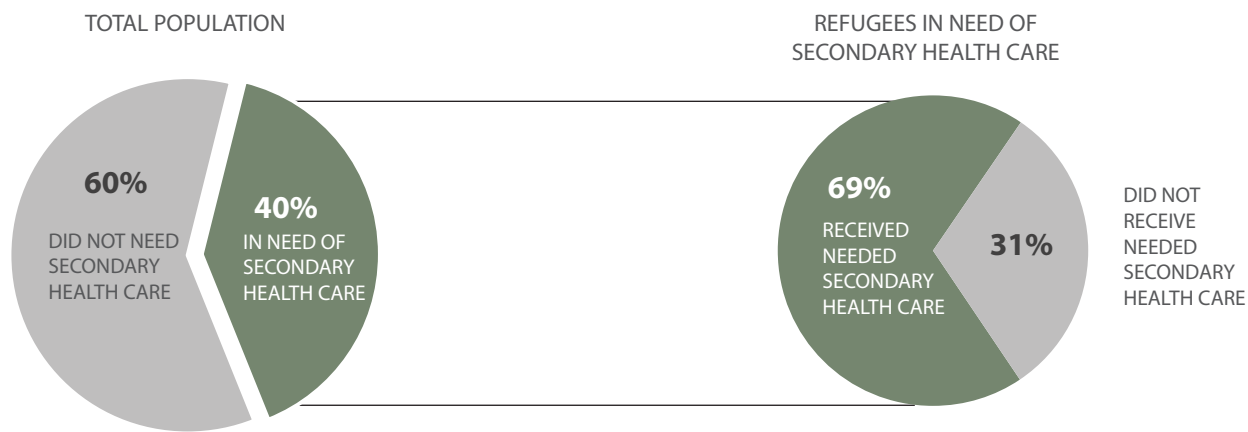 TOTAL POPULATION
60%
DID NOT NEED
SECONDARY
HEALTH CARE
40%
IN NEED OF
SECONDARY
HEALTH CARE
REFUGEES IN NEED OF
SECONDARY HEALTH CARE
69%
RECEIVED
NEEDED
SECONDARY
HEALTH CARE
31%
DID NOT
RECEIVE
NEEDED
SECONDARY
HEALTH CARE